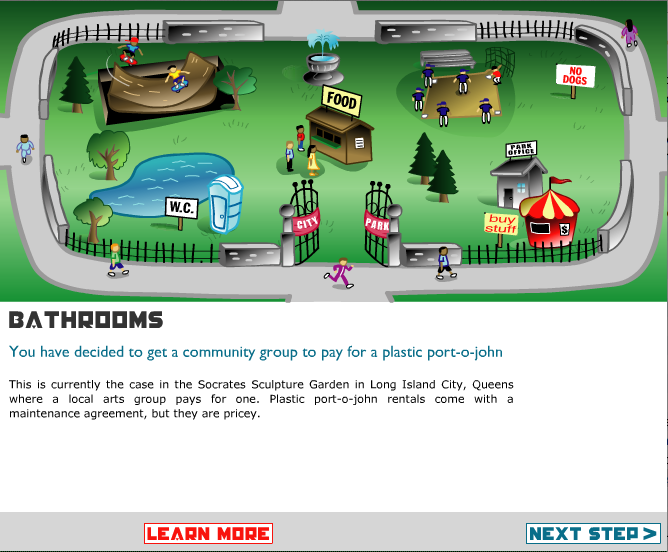 NO
DOGS
FOOD
PARK
OFFICE
W.C.
CITY
PARK
buy
stuff
$
BATHROOMS
You have decided to get a community group to pay for a plastic port-o-john
This is currently the case in the Socrates Sculpture Garden in Long Island City, Queens
where a local arts group pays for one. Plastic port-o-john rentals come with a
maintenance agreement, but they are pricey.
LEARN MORE
NEXT STEP >